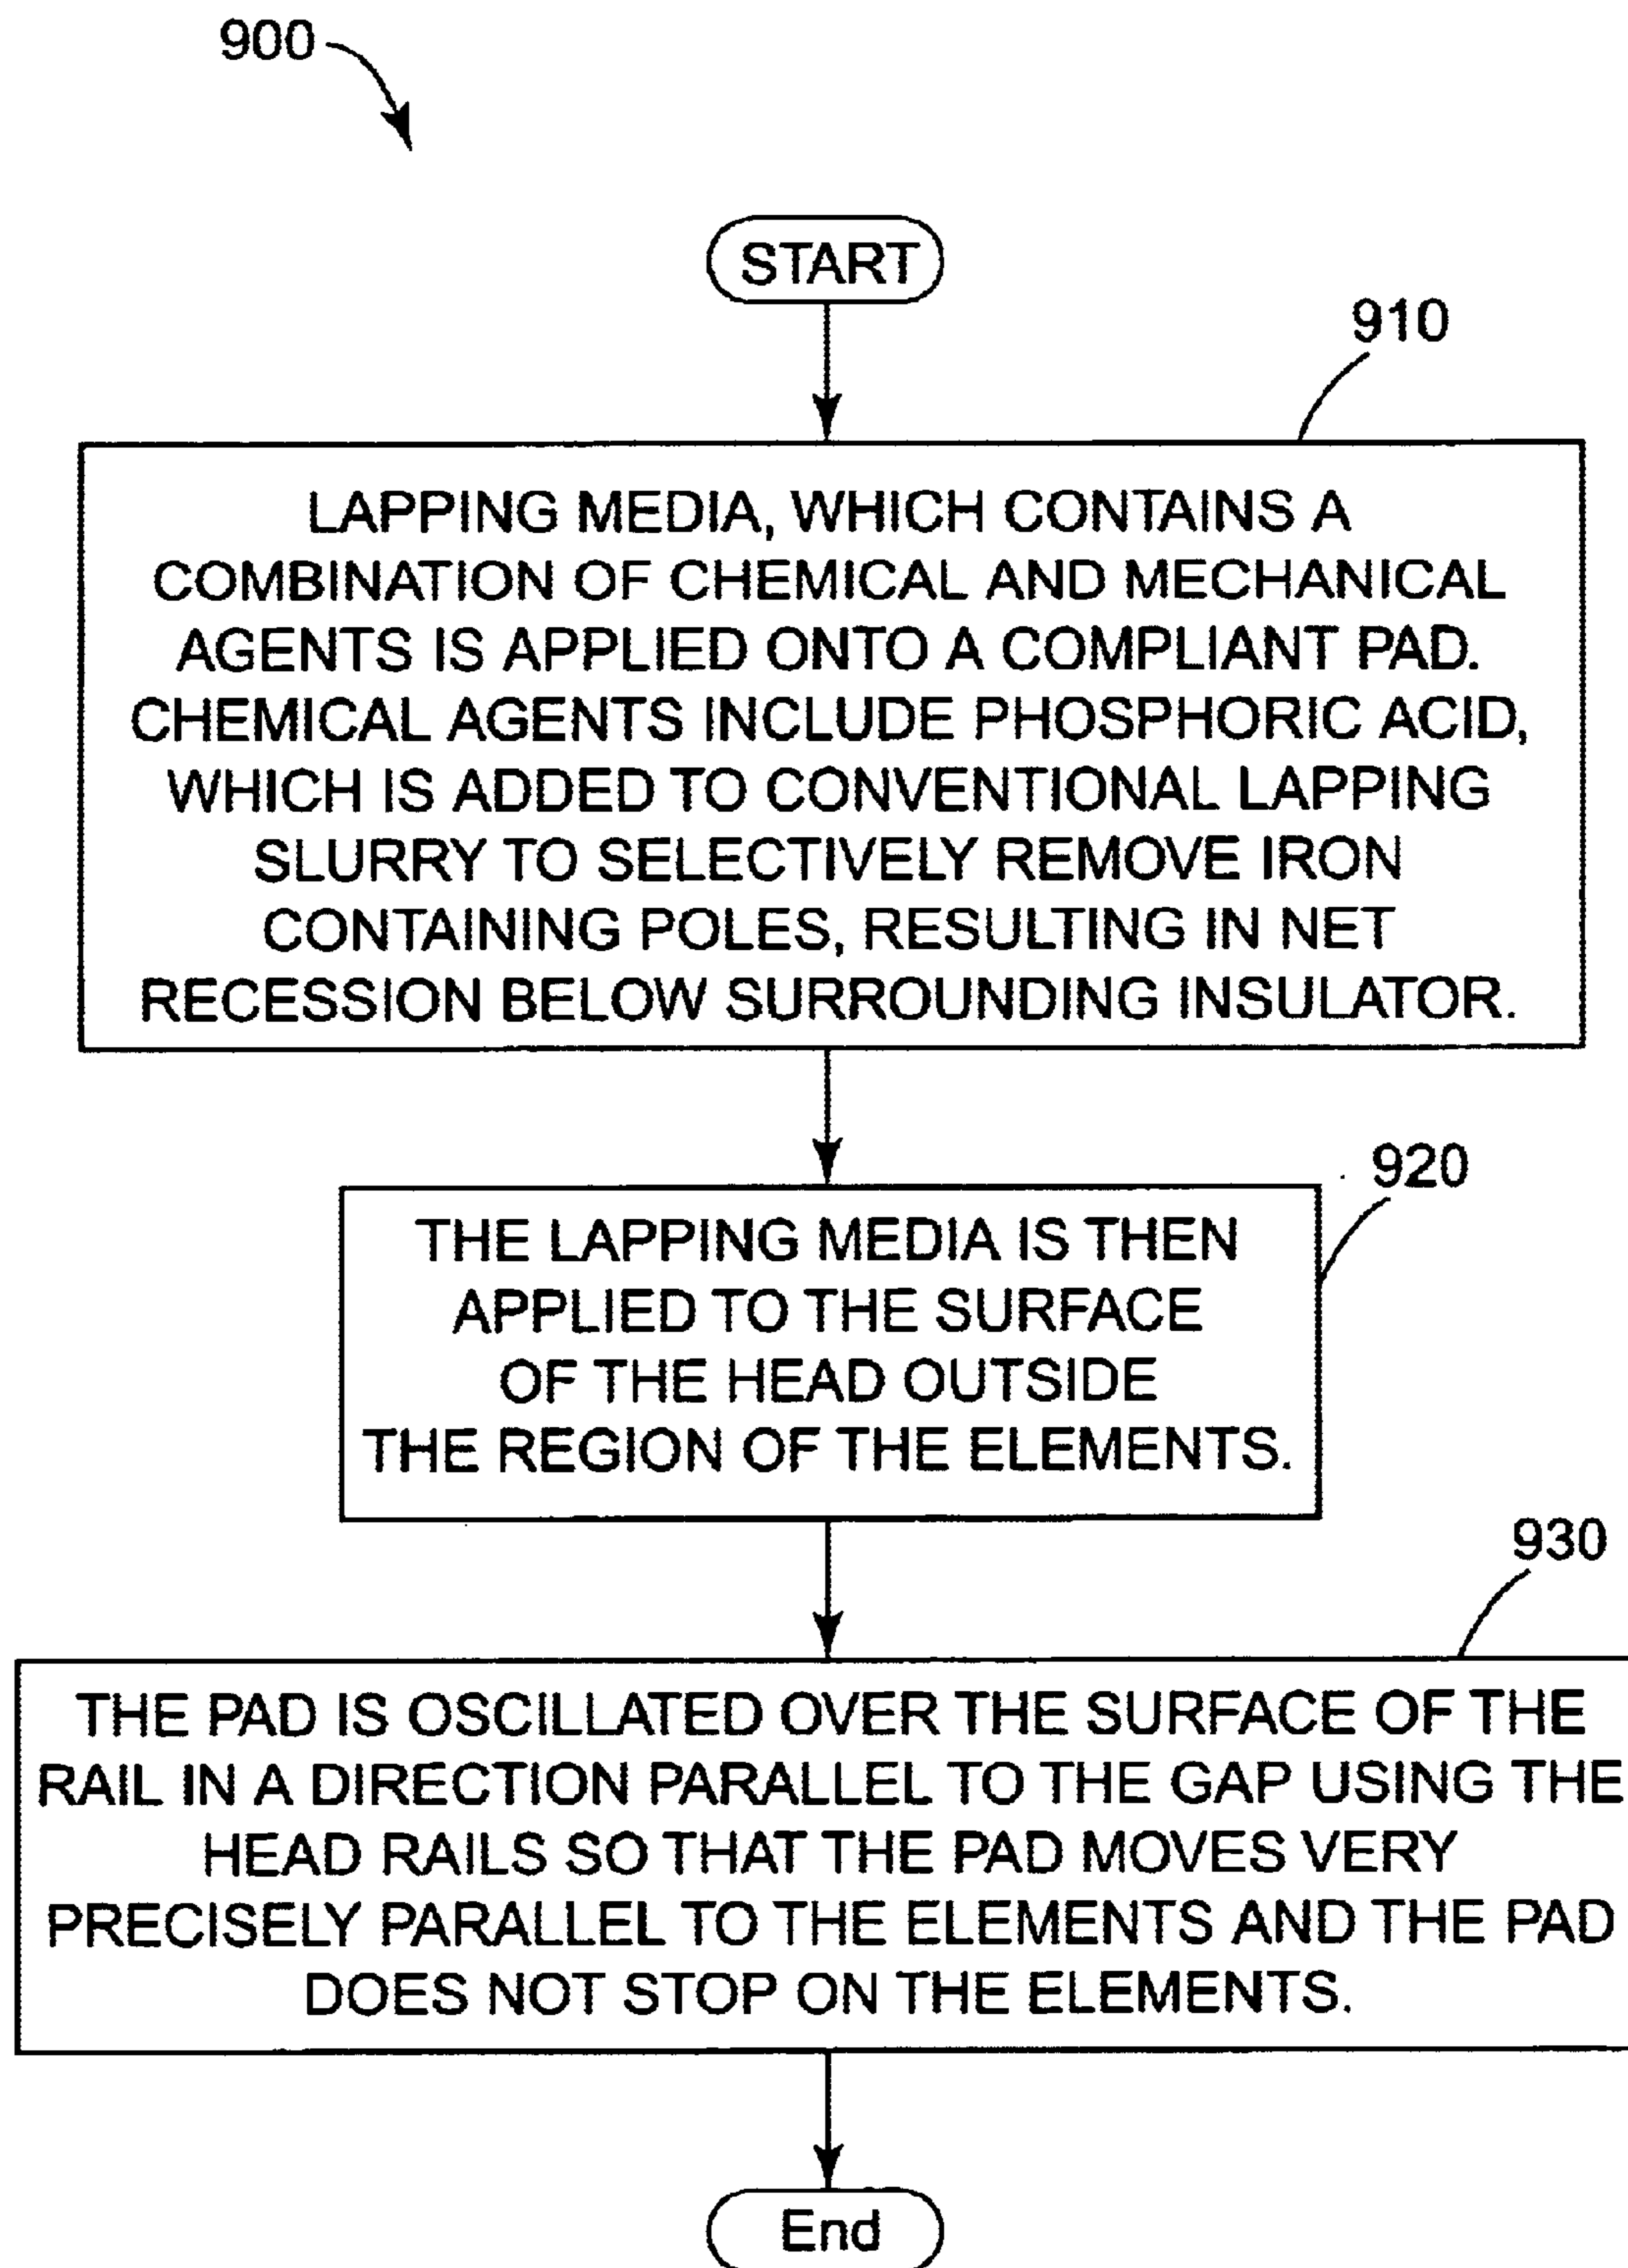 900
START
910
LAPPING MEDIA, WHICH CONTAINS A
COMBINATION OF CHEMICAL AND MECHANICAL
AGENTS IS APPLIED ONTO A COMPLIANT PAD.
CHEMICAL AGENTS INCLUDE PHOSPHORIC ACID,
WHICH IS ADDED TO CONVENTIONAL LAPPING
SLURRY TO SELECTIVELY REMOVE IRON
CONTAINING POLES, RESULTING IN NET
RECESSION BELOW SURROUNDING INSULATOR.
920
THE LAPPING MEDIA IS THEN
APPLIED TO THE SURFACE
OF THE HEAD OUTSIDE
THE REGION OF THE ELEMENTS.
930
THE PAD IS OSCILLATED OVER THE SURFACE OF THE
RAIL IN A DIRECTION PARALLEL TO THE GAP USING THE
HEAD RAILS SO THAT THE PAD MOVES VERY
PRECISELY PARALLEL TO THE ELEMENTS AND THE PAD
DOES NOT STOP ON THE ELEMENTS.
End